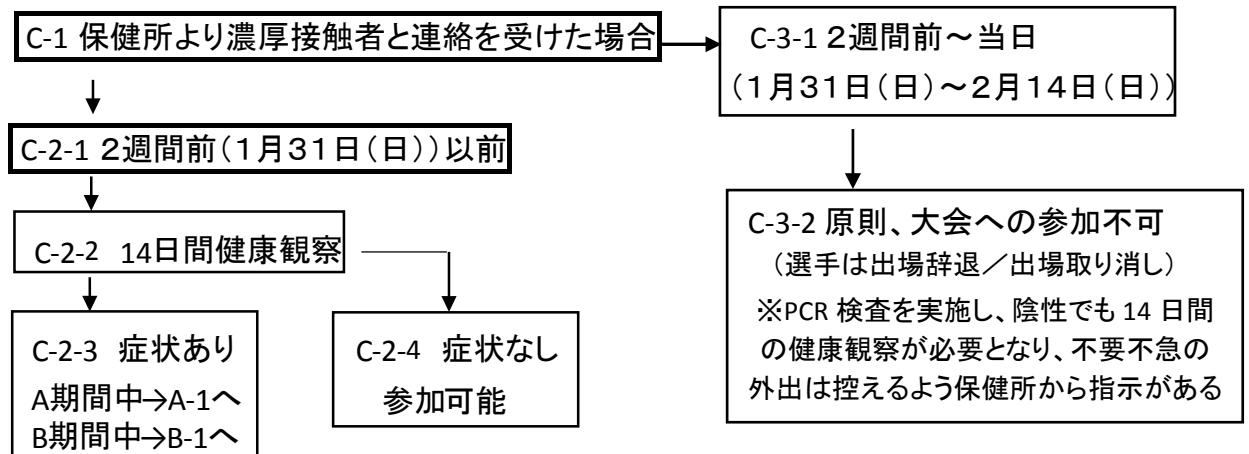 C-1 保健所より濃厚接触者と連絡を受けた場合
C-3-1 2週間前～当日
（1月31日（日）～2月14日（日））
C-2-1 2週間前（1月31日（日））以前
C-2-2 14日間健康観察
C-3-2 原則、大会への参加不可
（選手は出場辞退／出場取り消し）
※PCR 検査を実施し、陰性でも 14 日間
の健康観察が必要となり、不要不急の
外出は控えるよう保健所から指示がある
C-2-3 症状あり
A期間中→A-1へ
B期間中→B-1へ
C-2-4 症状なし
参加可能